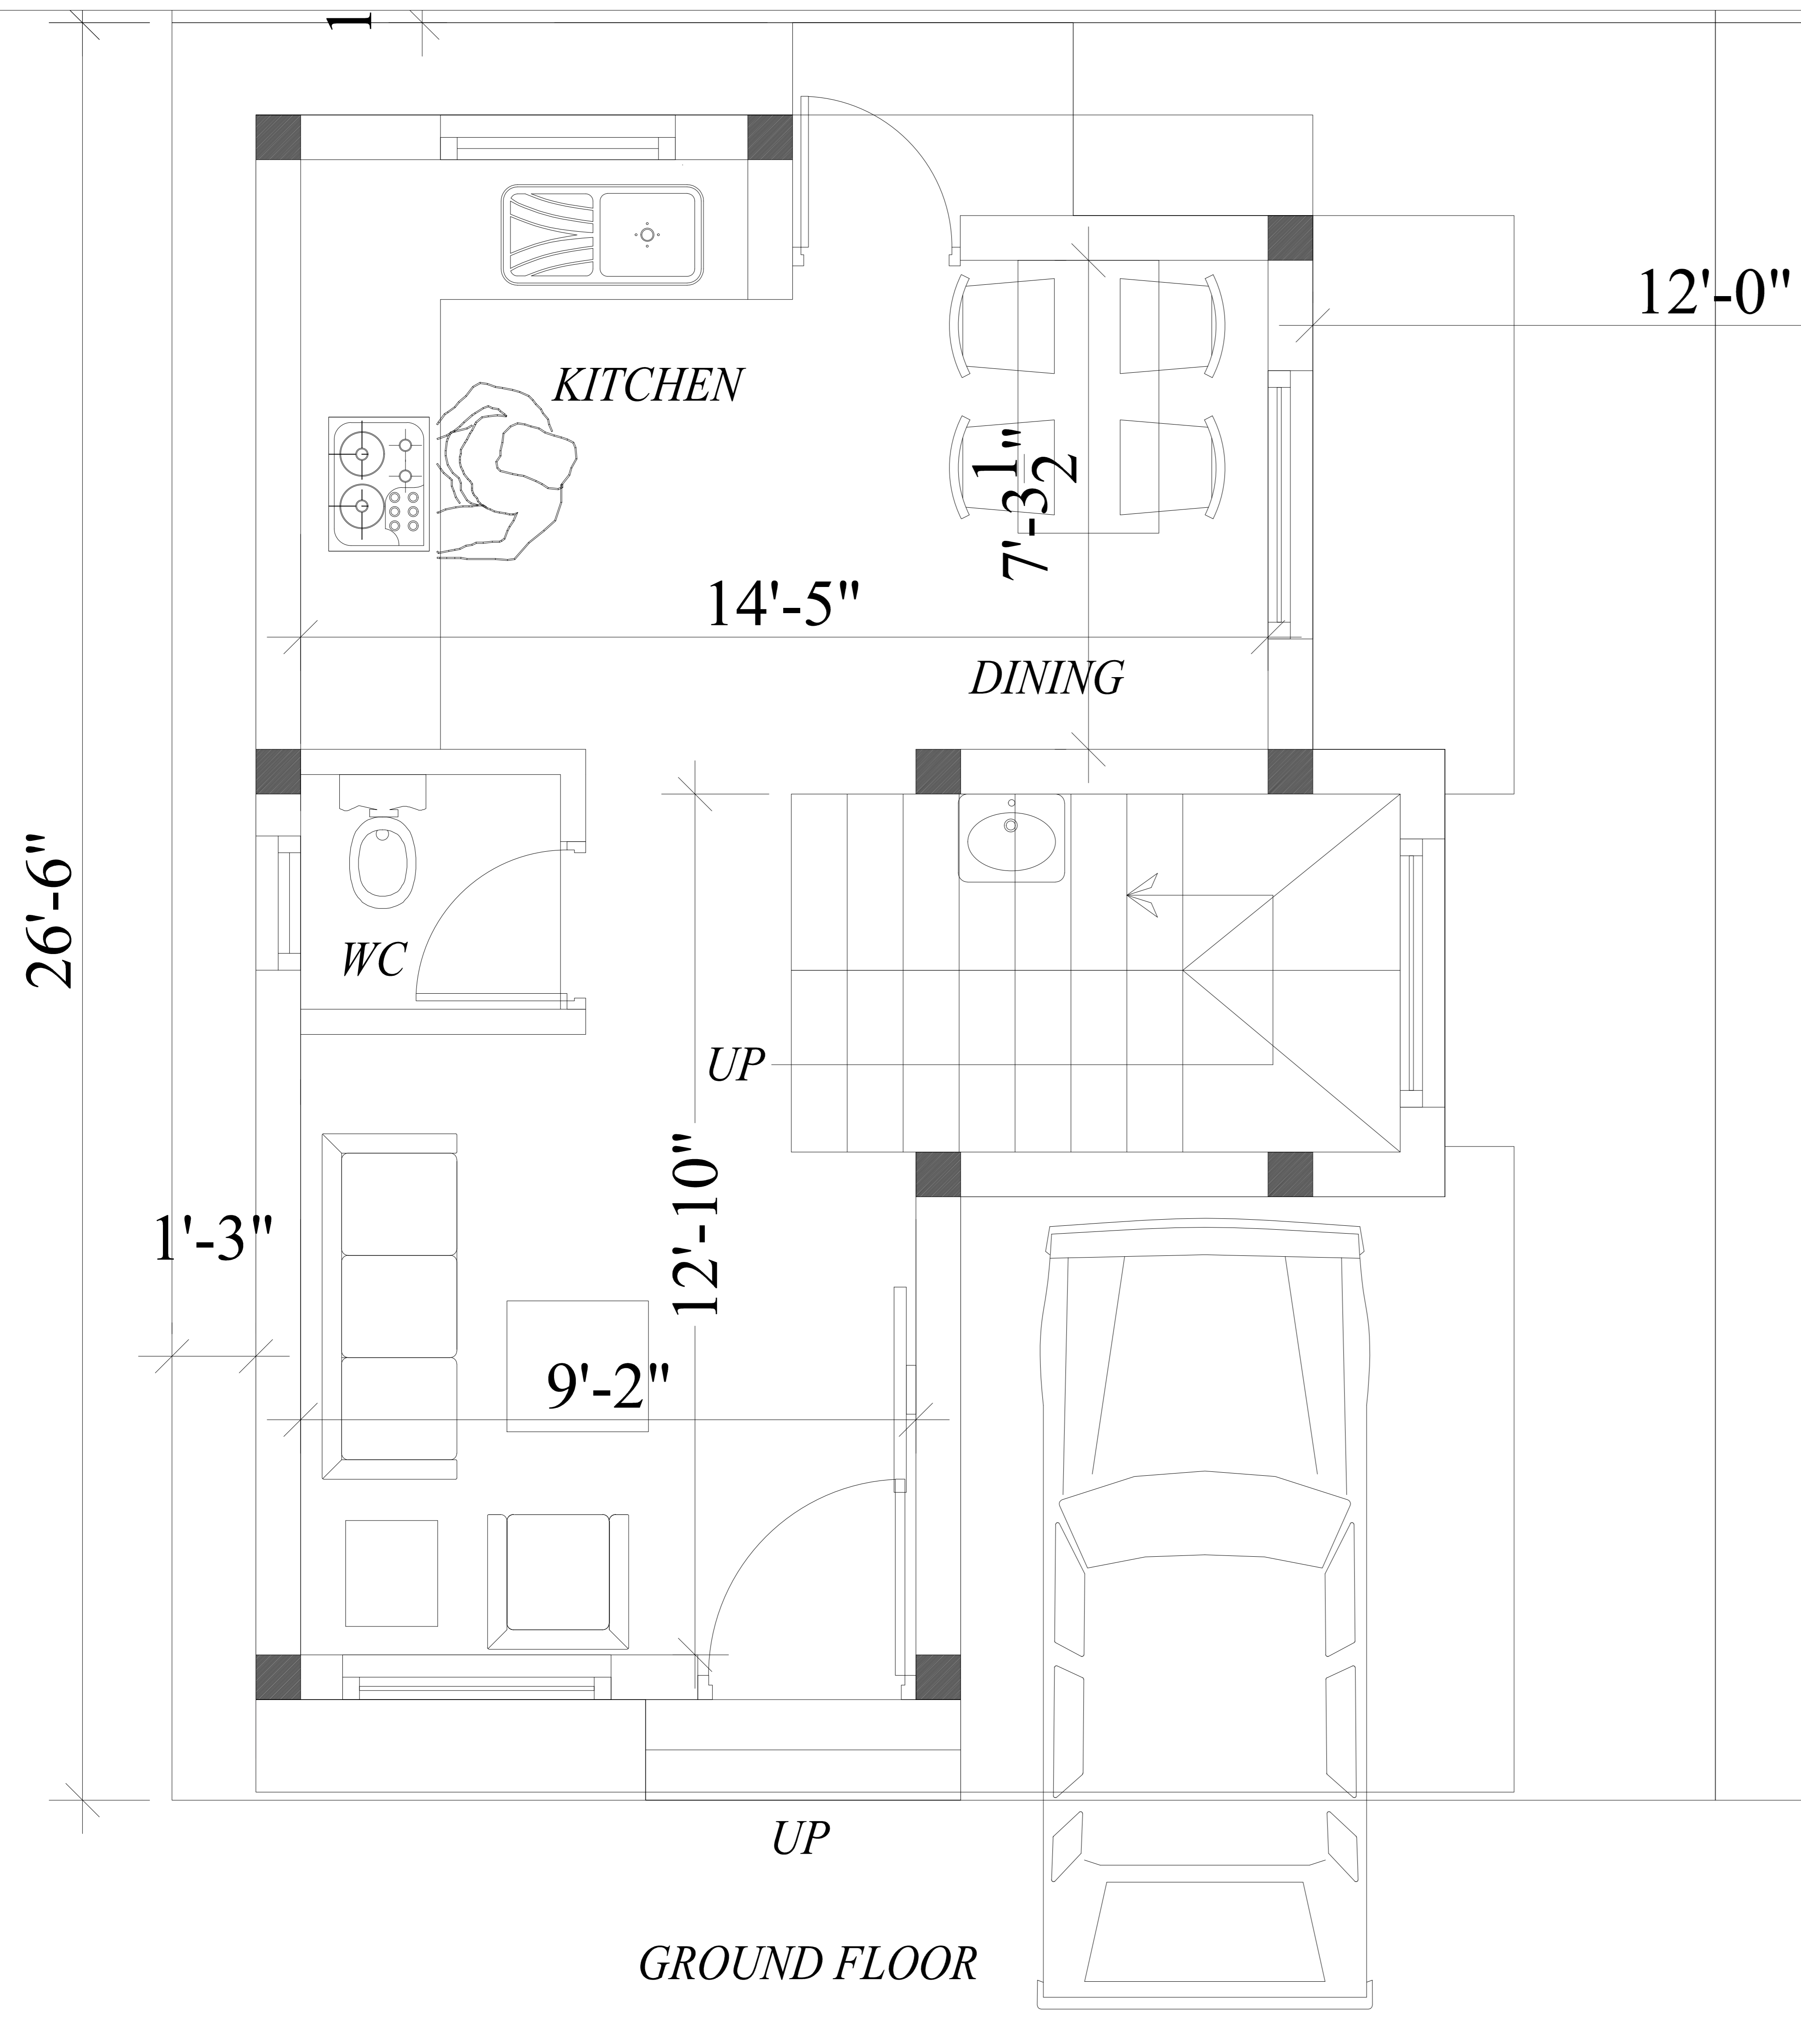 1
12'-0"
KITCHEN
7'-3 1/2"
14'-5"
DINING
26'-6"
WC
UP
12'-10"
1'-3"
9'-2"
UP
GROUND FLOOR